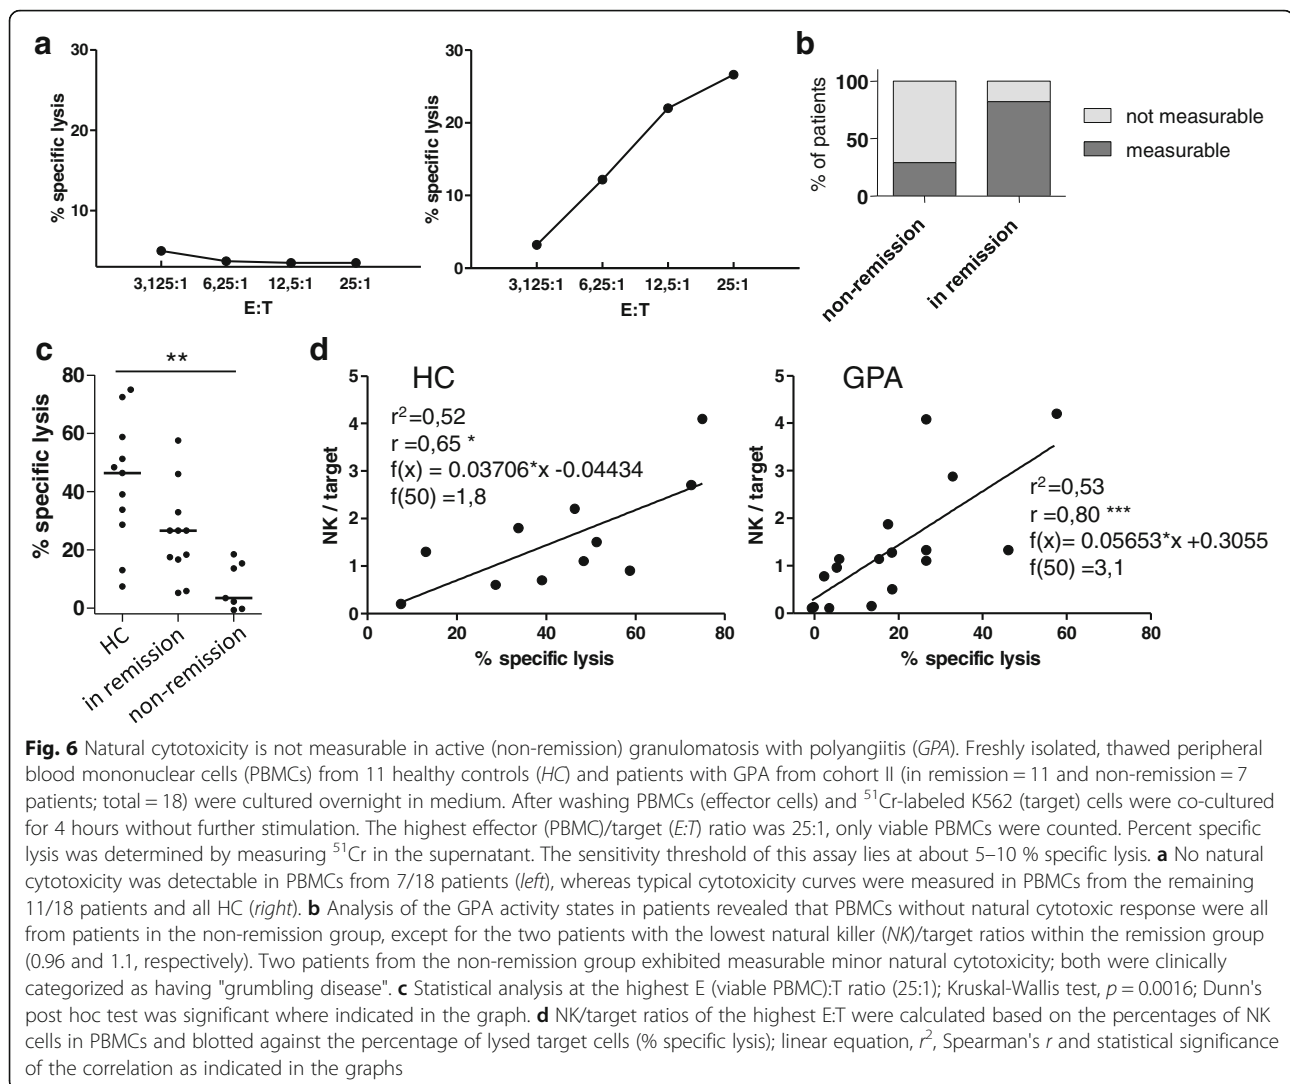 a
b
30
20
10
% specific lysis
3,125:1 6,25:1 12,5:1 25:1
E:T
30
20
10
0
% specific lysis
3,125:1 6,25:1 12,5:1 25:1
E:T
100
50
0
% of patients
non-remission
in remission
not measurable
measurable
c
**
80
60
40
20
0
% specific lysis
HC
in remission
non-remission
d
5
4
3
2
1
0
NK / target
HC
r²=0,52
r =0,65 *
f(x) = 0.03706*x -0.04434
f(50) =1,8
0 20 40 60 80
% specific lysis
5
4
3
2
1
0
NK / target
GPA
r²=0,53
r =0,80 ***
f(x)= 0.05653*x +0.3055
f(50) =3,1
0 20 40 60 80
% specific lysis
Fig. 6 Natural cytotoxicity is not measurable in active (non-remission) granulomatosis with polyangiitis (GPA). Freshly isolated, thawed peripheral
blood mononuclear cells (PBMCs) from 11 healthy controls (HC) and patients with GPA from cohort II (in remission = 11 and non-remission = 7
patients; total = 18) were cultured overnight in medium. After washing PBMCs (effector cells) and ⁵¹Cr-labeled K562 (target) cells were co-cultured
for 4 hours without further stimulation. The highest effector (PBMC)/target (E:T) ratio was 25:1, only viable PBMCs were counted. Percent specific
lysis was determined by measuring ⁵¹Cr in the supernatant. The sensitivity threshold of this assay lies at about 5–10 % specific lysis. a No natural
cytotoxicity was detectable in PBMCs from 7/18 patients (left), whereas typical cytotoxicity curves were measured in PBMCs from the remaining
11/18 patients and all HC (right). b Analysis of the GPA activity states in patients revealed that PBMCs without natural cytotoxic response were all
from patients in the non-remission group, except for the two patients with the lowest natural killer (NK)/target ratios within the remission group
(0.96 and 1.1, respectively). Two patients from the non-remission group exhibited measurable minor natural cytotoxicity; both were clinically
categorized as having "grumbling disease". c Statistical analysis at the highest E (viable PBMC):T ratio (25:1); Kruskal-Wallis test, p = 0.0016; Dunn's
post hoc test was significant where indicated in the graph. d NK/target ratios of the highest E:T were calculated based on the percentages of NK
cells in PBMCs and blotted against the percentage of lysed target cells (% specific lysis); linear equation, r², Spearman's r and statistical significance
of the correlation as indicated in the graphs